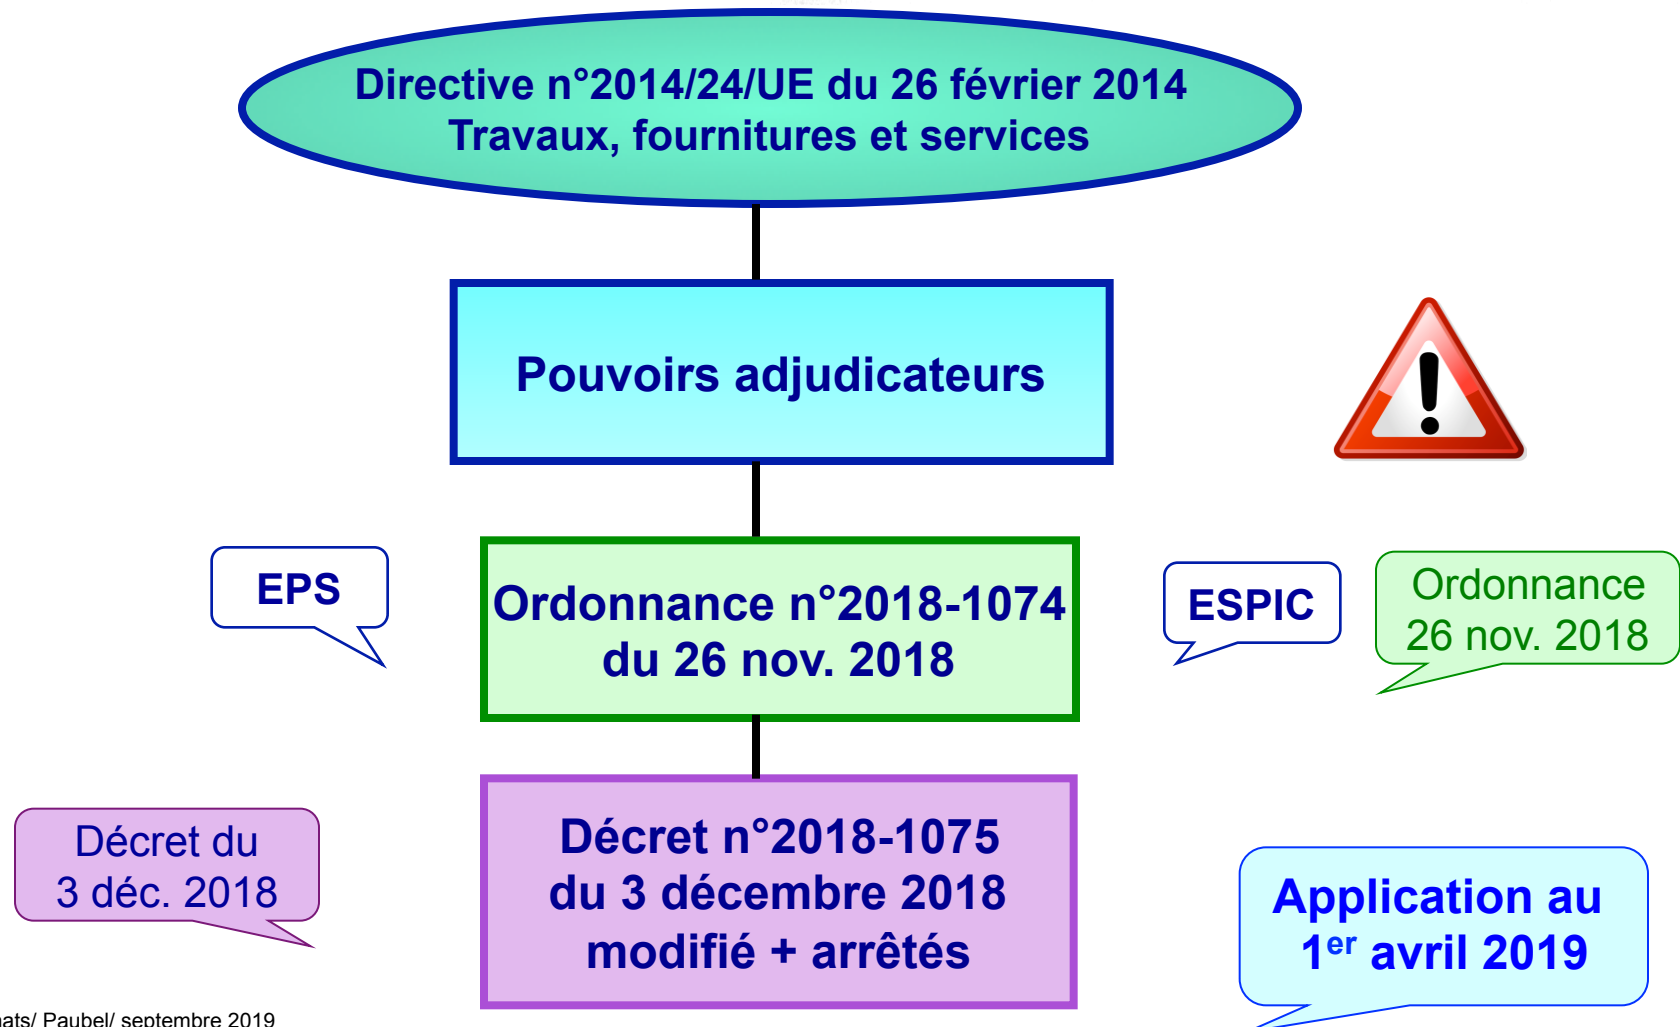 Directive n°2014/24/UE du 26 février 2014
Travaux, fournitures et services
Pouvoirs adjudicateurs
EPS
Ordonnance n°2018-1074
du 26 nov. 2018
ESPIC
Ordonnance
26 nov. 2018
Décret du
3 déc. 2018
Décret n°2018-1075
du 3 décembre 2018
modifié + arrêtés
Application au
1er avril 2019
Paubel/ septembre 2019